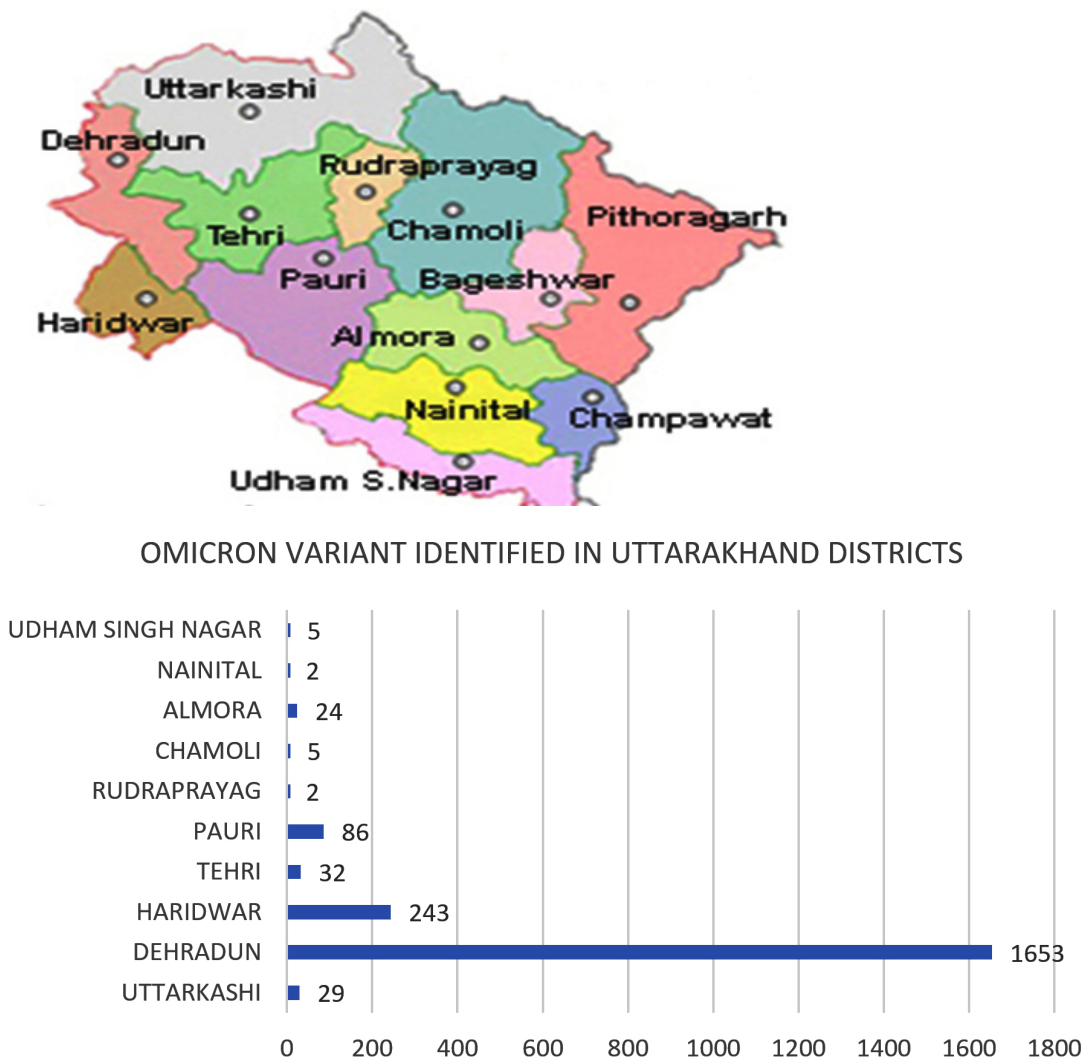 Uttarkashi
Dehradun
Rudraprayag
Pithoragarh
Tehri
Chamoli
Pauri
Bageshwar
Haridwar
Almora
Nainital
Champawat
Udham S.Nagar
OMICRON VARIANT IDENTIFIED IN UTTARAKHAND DISTRICTS
UDHAM SINGH NAGAR 5
NAINITAL 2
ALMORA 24
CHAMOLI 5
RUDRAPRAYAG 2
PAURI 86
TEHRI 32
HARIDWAR 243
DEHRADUN 1653
UTTARKASHI 29
0 200 400 600 800 1000 1200 1400 1600 1800